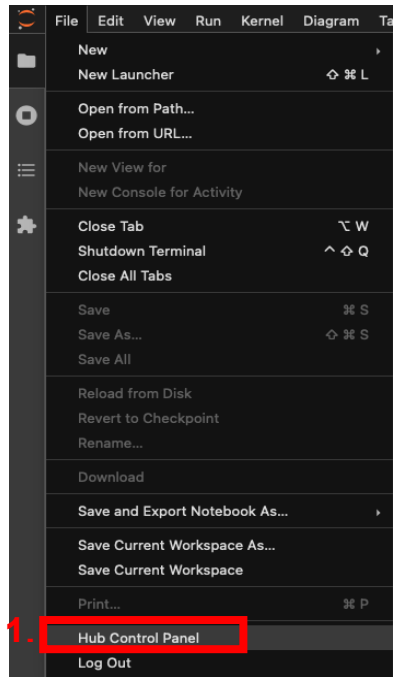 File Edit View Run Kernel Diagram Ta
New
New Launcher ⇧ ⌘ L
Open from Path...
Open from URL...
New View for
New Console for Activity
Close Tab ⌥ W
Shutdown Terminal ^ ⇧ Q
Close All Tabs
Save ⌘ S
Save As... ⇧ ⌘ S
Save All
Reload from Disk
Revert to Checkpoint
Rename...
Download
Save and Export Notebook As...
Save Current Workspace As...
Save Current Workspace
Print... ⌘ P
1. Hub Control Panel
Log Out